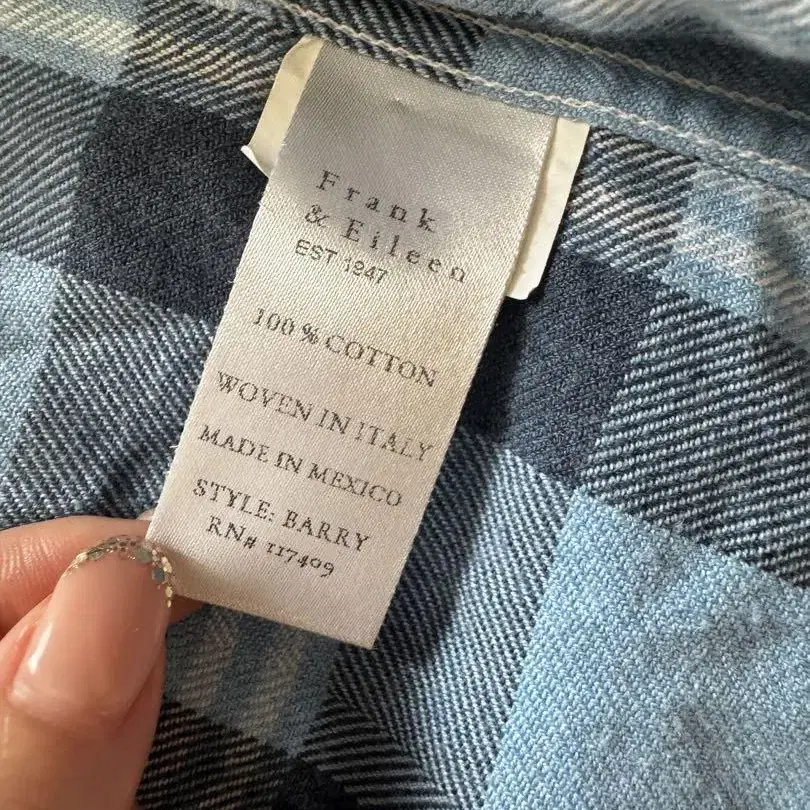 Frank
& Eileen
EST 1947
100 % COTTON
WOVEN IN ITALY
MADE IN MEXICO
STYLE: BARRY
RN# 117409